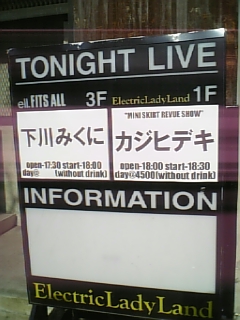 TONIGHT LIVE
ell.FITS ALL 3F ElectricLadyLand 1F
下川みくに
open-17:30 start-18:00
day@ (without drink)
"MINI SKIRT REVUE SHOW"
カジヒデキ
open-18:00 start-18:30
day@4500(without drink)
INFORMATION
ElectricLadyLand